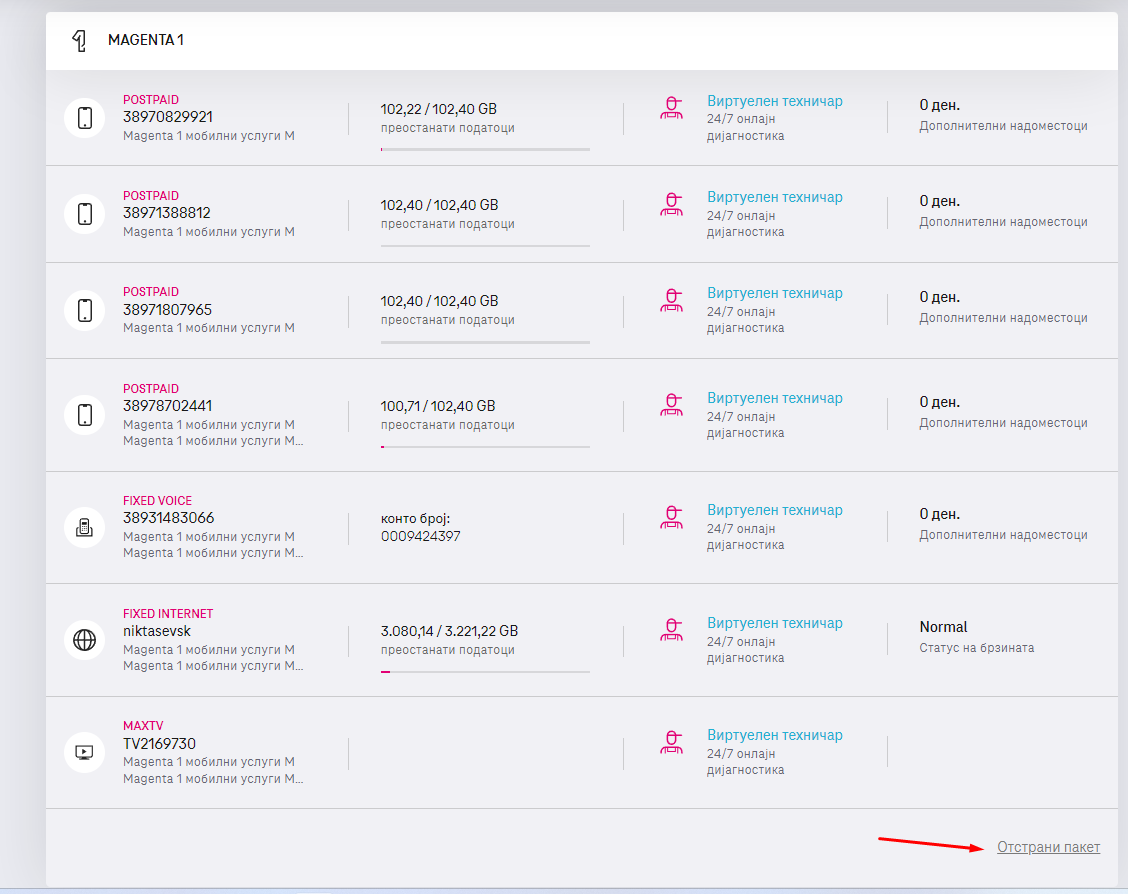 MAGENTA 1
POSTPAID
38970829921
Magenta 1 мобилни услуги M
102,22 / 102,40 GB
преостанати податоци
Виртуелен техничар
24/7 онлајн
дијагностика
0 ден.
Дополнителни надоместоци
POSTPAID
38971388812
Magenta 1 мобилни услуги M
102,40 / 102,40 GB
преостанати податоци
Виртуелен техничар
24/7 онлајн
дијагностика
0 ден.
Дополнителни надоместоци
POSTPAID
38971807965
Magenta 1 мобилни услуги M
102,40 / 102,40 GB
преостанати податоци
Виртуелен техничар
24/7 онлајн
дијагностика
0 ден.
Дополнителни надоместоци
POSTPAID
38978702441
Magenta 1 мобилни услуги M
Magenta 1 мобилни услуги M...
100,71 / 102,40 GB
преостанати податоци
Виртуелен техничар
24/7 онлајн
дијагностика
0 ден.
Дополнителни надоместоци
FIXED VOICE
38931483066
Magenta 1 мобилни услуги M
Magenta 1 мобилни услуги M...
конто број:
0009424397
Виртуелен техничар
24/7 онлајн
дијагностика
0 ден.
Дополнителни надоместоци
FIXED INTERNET
niktasevsk
Magenta 1 мобилни услуги M
Magenta 1 мобилни услуги M...
3.080,14 / 3.221,22 GB
преостанати податоци
Виртуелен техничар
24/7 онлајн
дијагностика
Normal
Статус на брзината
MAXTV
TV2169730
Magenta 1 мобилни услуги M
Magenta 1 мобилни услуги M...
Виртуелен техничар
24/7 онлајн
дијагностика
Отстрани пакет